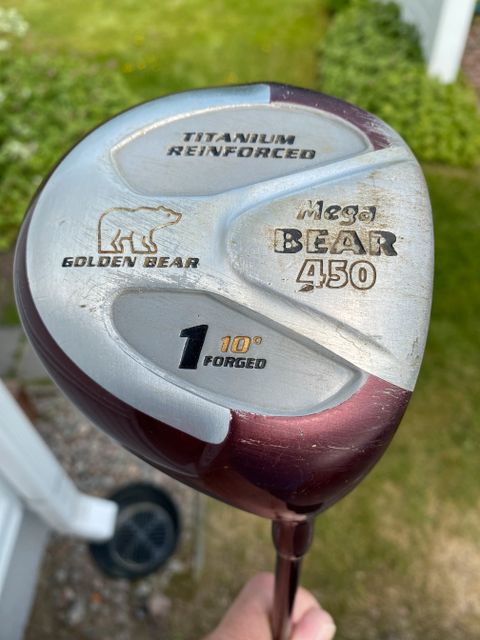 TITANIUM
REINFORCED
Mega
BEAR
450
GOLDEN BEAR
1 10°
FORGED